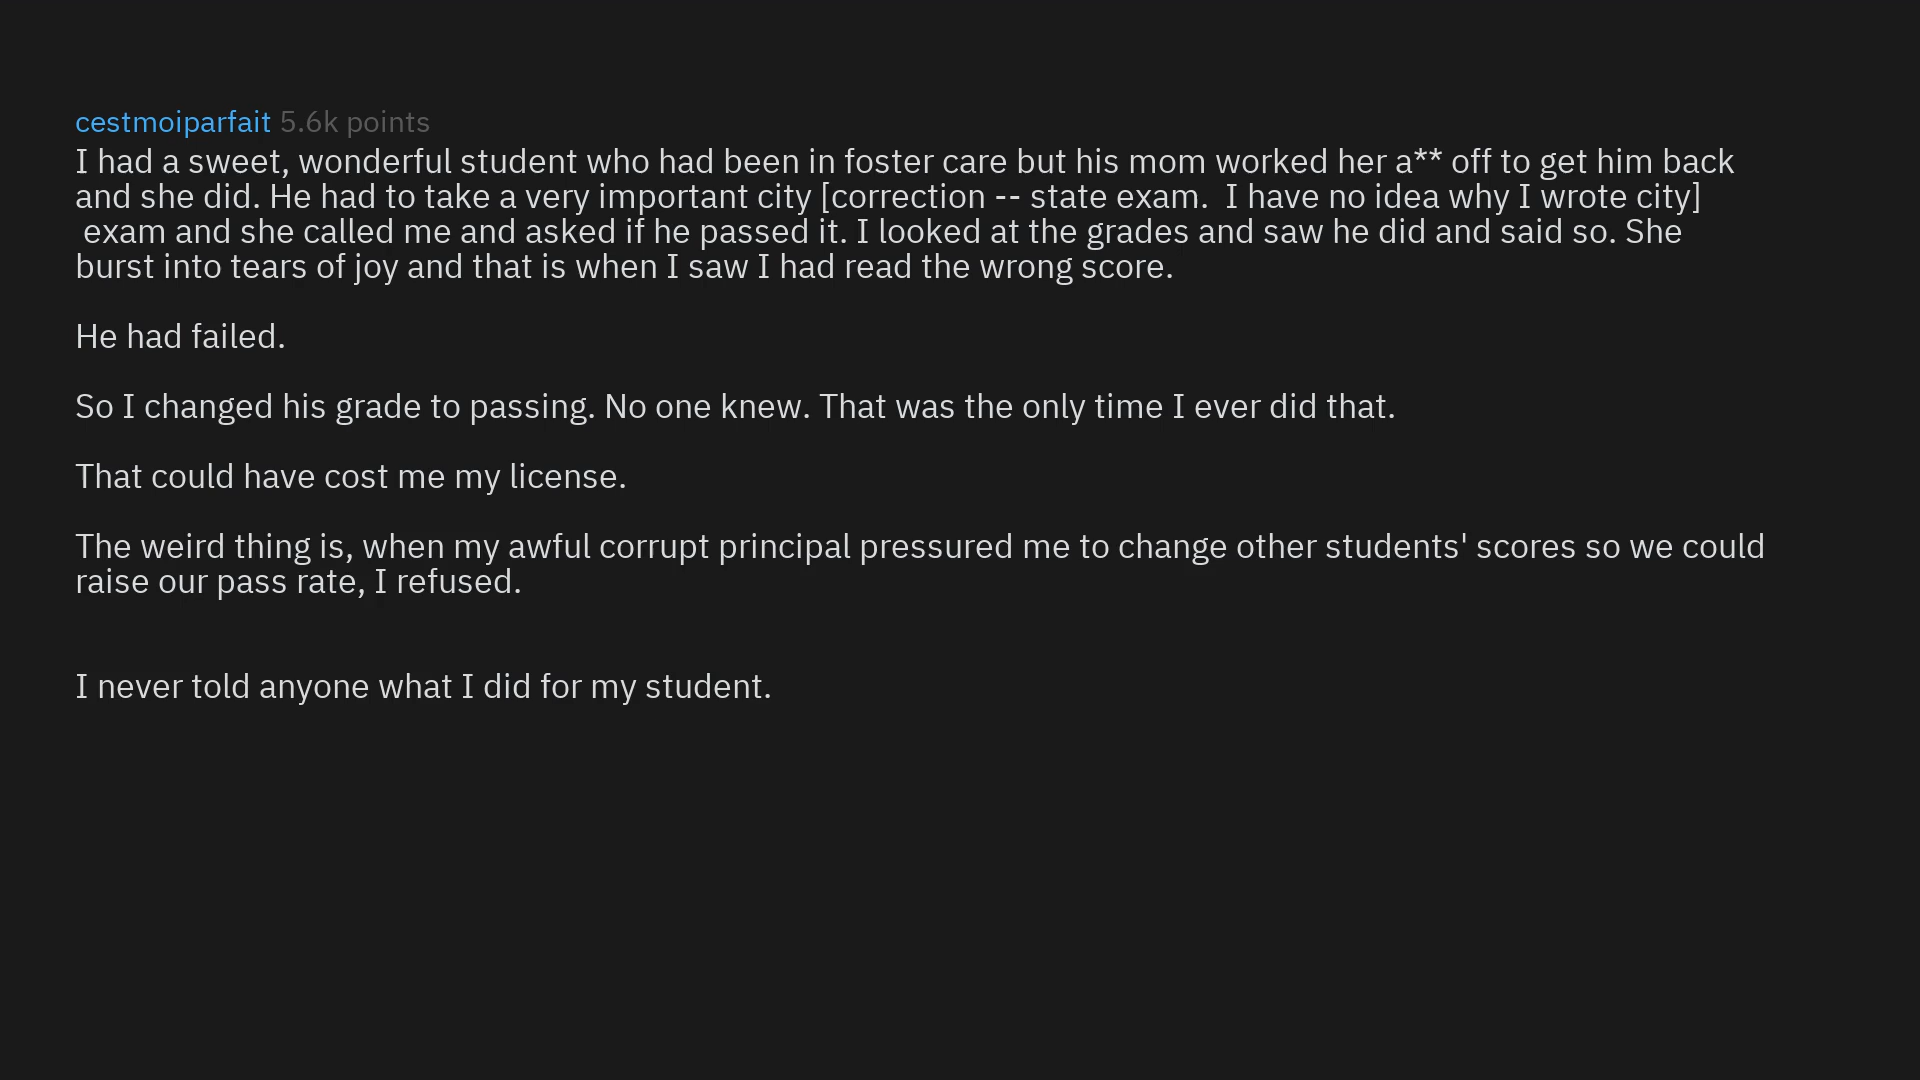 cestmoiparfait 5.6k points
I had a sweet, wonderful student who had been in foster care but his mom worked her a** off to get him back
and she did. He had to take a very important city [correction -- state exam.  I have no idea why I wrote city]
exam and she called me and asked if he passed it. I looked at the grades and saw he did and said so. She
burst into tears of joy and that is when I saw I had read the wrong score.
He had failed.
So I changed his grade to passing. No one knew. That was the only time I ever did that.
That could have cost me my license.
The weird thing is, when my awful corrupt principal pressured me to change other students' scores so we could
raise our pass rate, I refused.
I never told anyone what I did for my student.